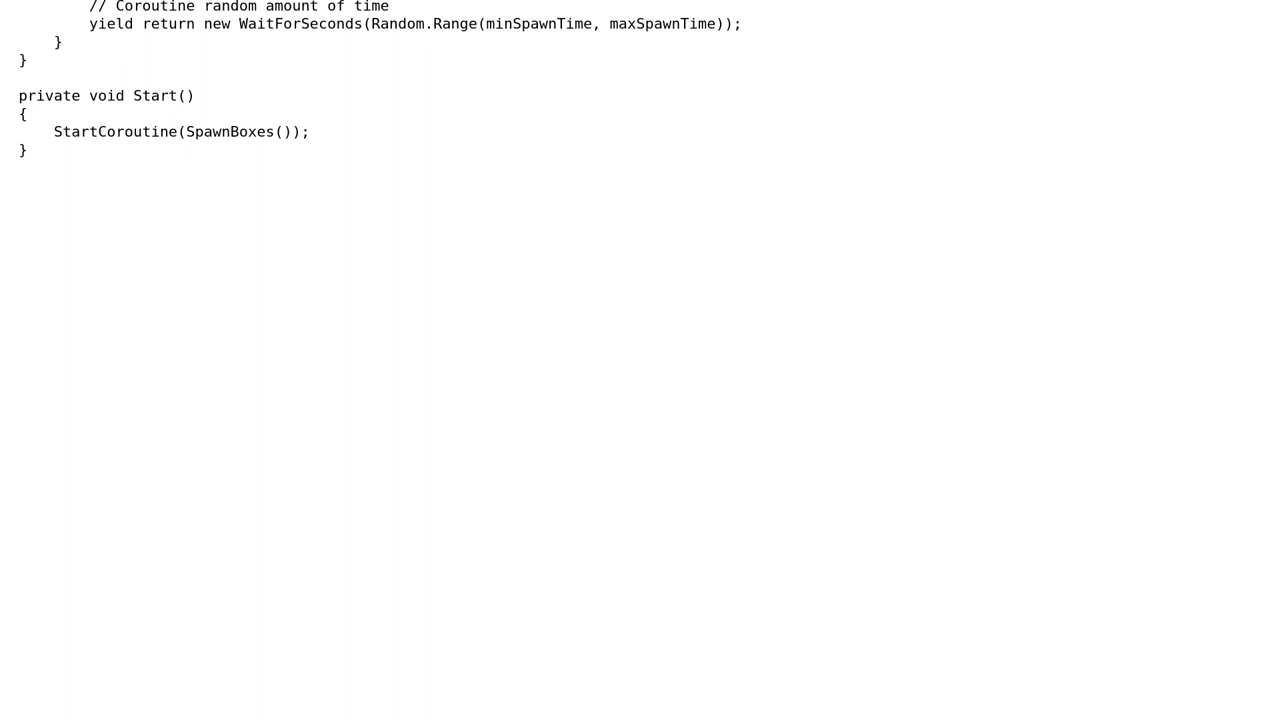 // Coroutine random amount of time
        yield return new WaitForSeconds(Random.Range(minSpawnTime, maxSpawnTime));
    }
}

private void Start()
{
    StartCoroutine(SpawnBoxes());
}